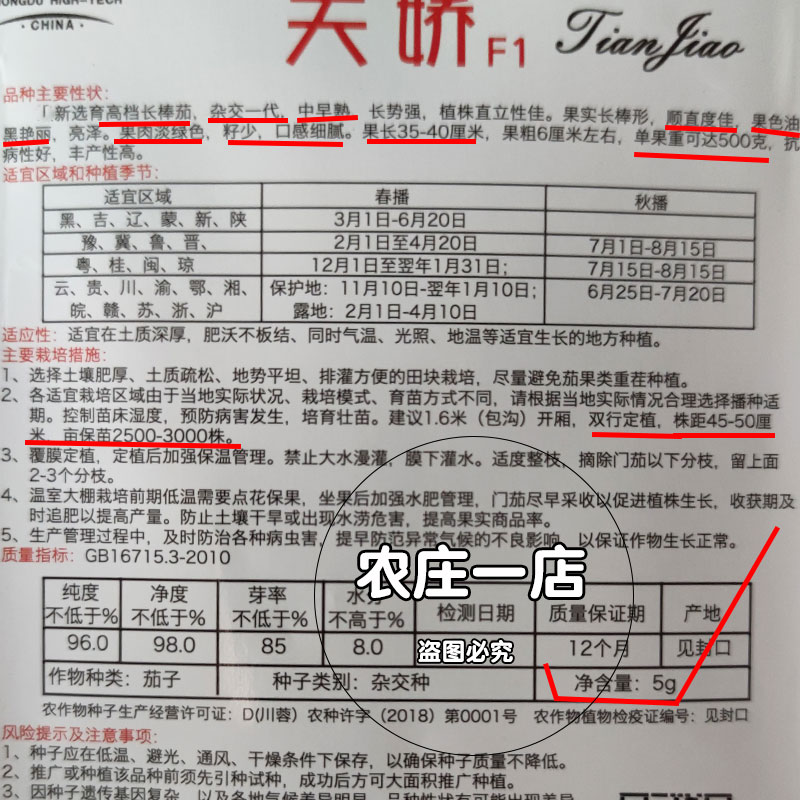 CHENGDU HIGH-TECH
·CHINA·
天娇F1 TianJiao
品种主要性状：
「新选育高档长棒茄，杂交一代，中早熟，长势强，植株直立性佳。果实长棒形，顺直度佳，果色油
黑艳丽，亮泽。果肉淡绿色，籽少，口感细腻。果长35-40厘米，果粗6厘米左右，单果重可达500克，抗
病性好，丰产性高。
适宜区域和种植季节：
适宜区域 春播 秋播
黑、吉、辽、蒙、新、陕 3月1日-6月20日
豫、冀、鲁、晋、 2月1日至4月20日 7月1日-8月15日
粤、桂、闽、琼 12月1日至翌年1月31日； 7月15日-8月15日
云、贵、川、渝、鄂、湘、 保护地：11月10日-翌年1月10日； 6月25日-7月20日
皖、赣、苏、浙、沪 露地：2月1日-4月10日
适应性：适宜在土质深厚，肥沃不板结、同时气温、光照、地温等适宜生长的地方种植。
主要栽培措施：
1、选择土壤肥厚、土质疏松、地势平坦、排灌方便的田块栽培，尽量避免茄果类重茬种植。
2、各适宜栽培区域由于当地实际状况、栽培模式、育苗方式不同，请根据当地实际情况合理选择播种适
期。控制苗床湿度，预防病害发生，培育壮苗。建议1.6米（包沟）开厢，双行定植，株距45-50厘
米，亩保苗2500-3000株。
3、覆膜定植，定植后加强保温管理。禁止大水漫灌，膜下灌水。适度整枝，摘除门茄以下分枝，留上面
2-3个分枝。
4、温室大棚栽培前期低温需要点花保果，坐果后加强水肥管理，门茄尽早采收以促进植株生长，收获期及
时追肥以提高产量。防止土壤干旱或出现水涝危害，提高果实商品率。
5、生产管理过程中，及时防治各种病虫害，提早防范异常气候的不良影响，以保证作物生长正常。
质量指标：GB16715.3-2010
农庄一店
纯度 净度 芽率 水分 检测日期 质量保证期 产地
不低于% 不低于% 不低于% 不高于%
96.0 98.0 85 8.0 12个月 见封口
盗图必究
作物种类：茄子 种子类别：杂交种 净含量：5g
农作物种子生产经营许可证：D(川蓉）农种许字（2018）第0001号 农作物植物检疫证编号：见封口
风险提示及注意事项：
1、种子应在低温、避光、通风、干燥条件下保存，以确保种子质量不降低。
2、推广或种植该品种前须先引种试种，成功后方可大面积推广种植。
3、因种子遗传基因复杂，以及各地气候差异明显，品种性状有可能出现差异